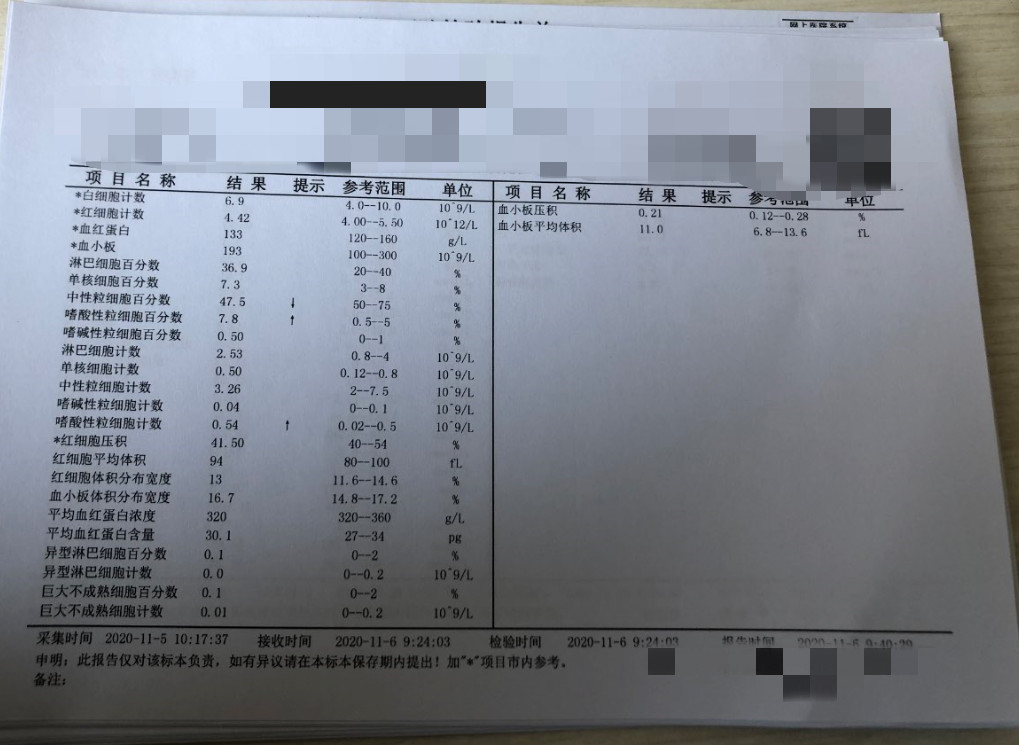 网上查询系统
项目名称 结果 提示 参考范围 单位 项目名称 结果 提示 参考范围 单位
*白细胞计数 6.9 4.0--10.0 10^9/L 血小板压积 0.21 0.12--0.28 %
*红细胞计数 4.42 4.00--5.50 10^12/L 血小板平均体积 11.0 6.8--13.6 fL
*血红蛋白 133 120--160 g/L
*血小板 193 100--300 10^9/L
淋巴细胞百分数 36.9 20--40 %
单核细胞百分数 7.3 3--8 %
中性粒细胞百分数 47.5 ↓ 50--75 %
嗜酸性粒细胞百分数 7.8 ↑ 0.5--5 %
嗜碱性粒细胞百分数 0.50 0--1 %
淋巴细胞计数 2.53 0.8--4 10^9/L
单核细胞计数 0.50 0.12--0.8 10^9/L
中性粒细胞计数 3.26 2--7.5 10^9/L
嗜碱性粒细胞计数 0.04 0--0.1 10^9/L
嗜酸性粒细胞计数 0.54 ↑ 0.02--0.5 10^9/L
*红细胞压积 41.50 40--54 %
红细胞平均体积 94 80--100 fL
红细胞体积分布宽度 13 11.6--14.6 %
血小板体积分布宽度 16.7 14.8--17.2 %
平均血红蛋白浓度 320 320--360 g/L
平均血红蛋白含量 30.1 27--34 pg
异型淋巴细胞百分数 0.1 0--2 %
异型淋巴细胞计数 0.0 0--0.2 10^9/L
巨大不成熟细胞百分数 0.1 0--2 %
巨大不成熟细胞计数 0.01 0--0.2 10^9/L
采集时间 2020-11-5 10:17:37 接收时间 2020-11-6 9:24:03 检验时间 2020-11-6 9:24:03 报告时间 2020-11-6 9:40:29
申明：此报告仅对该标本负责，如有异议请在本标本保存期内提出！加"*"项目市内参考。
备注：